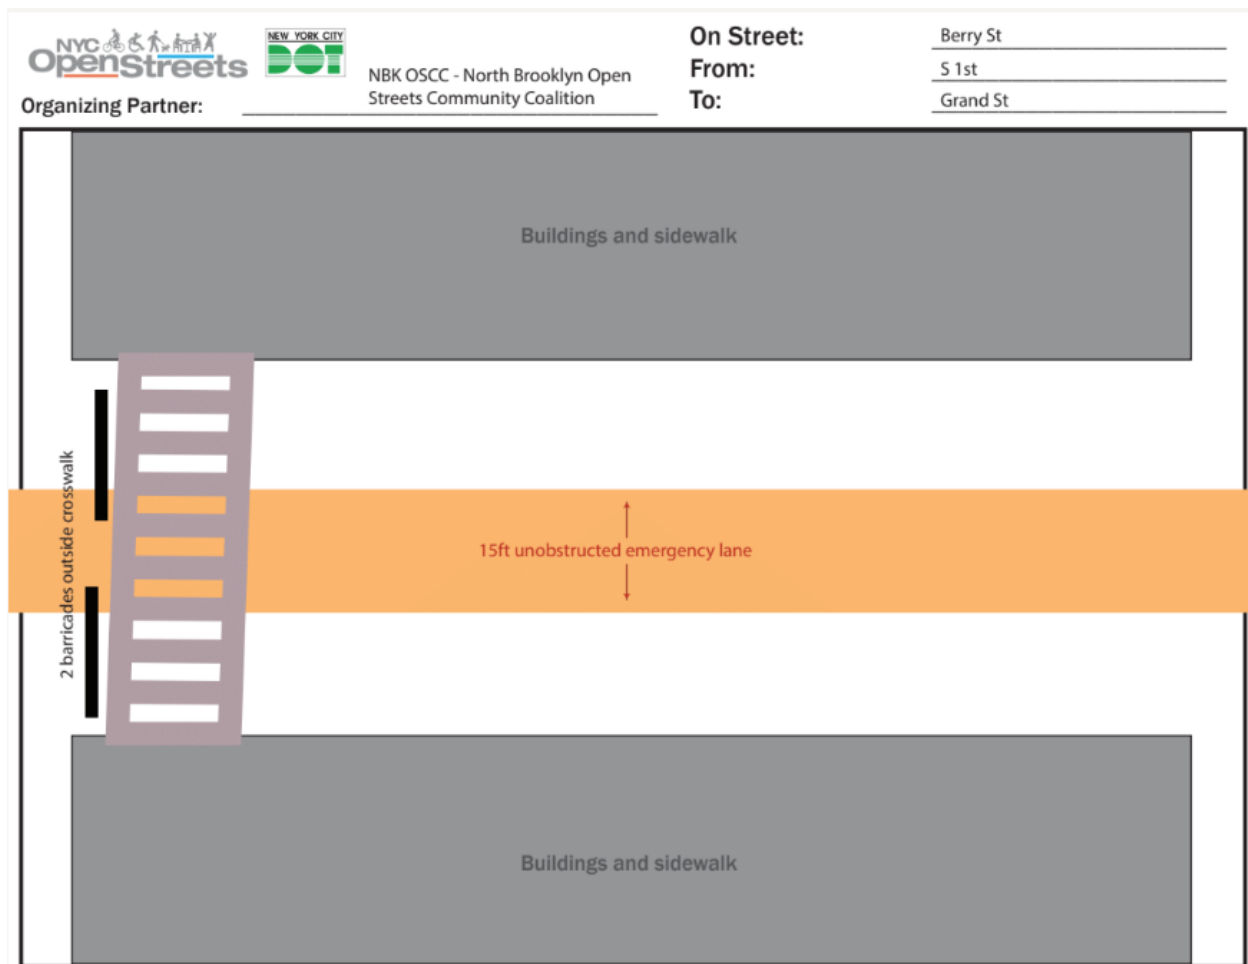 NYC
OpenStreets
NEW YORK CITY
DOT
Organizing Partner:
NBK OSCC - North Brooklyn Open
Streets Community Coalition
On Street: Berry St
From: S 1st
To: Grand St
Buildings and sidewalk
2 barricades outside crosswalk
15ft unobstructed emergency lane
Buildings and sidewalk